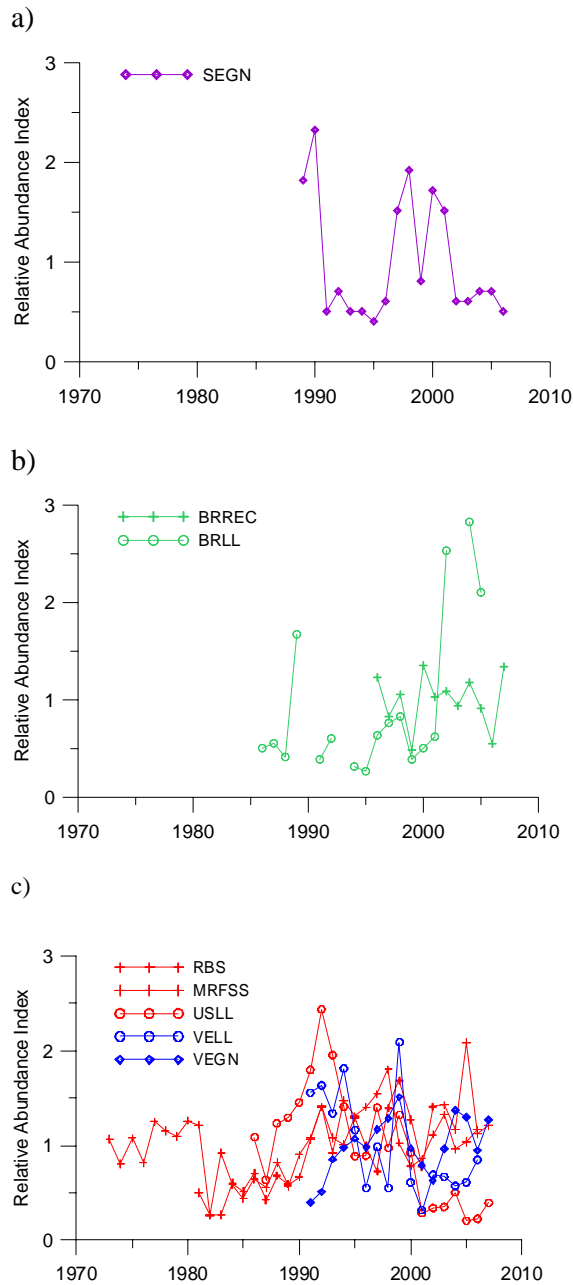 a)
3
SEGN
2
1
0
Relative Abundance Index
1970 1980 1990 2000 2010
b)
3
BRREC
BRLL
2
1
0
Relative Abundance Index
1970 1980 1990 2000 2010
c)
3
RBS
MRFSS
USLL
VELL
VEGN
2
1
0
Relative Abundance Index
1970 1980 1990 2000 2010